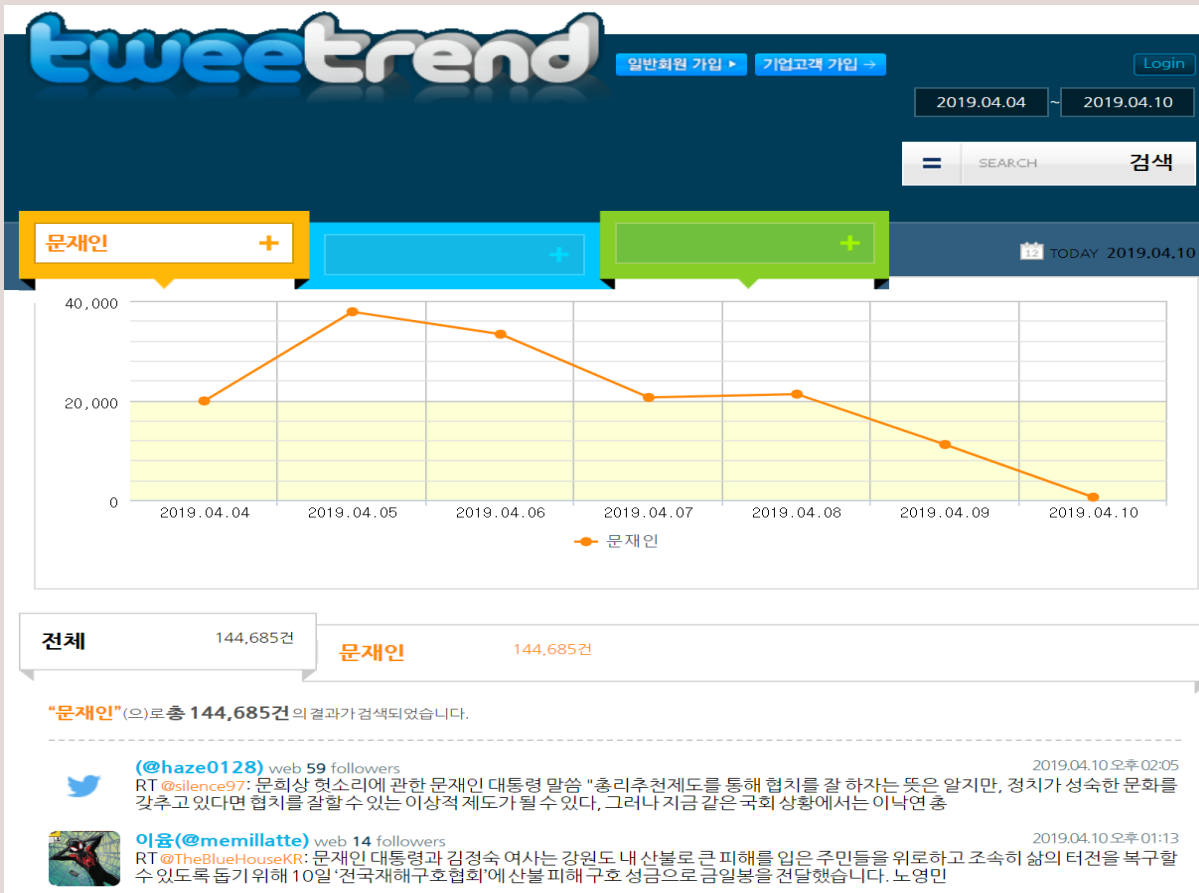 tweetrend
일반회원 가입 ▶ 기업고객 가입 →
Login
2019.04.04 ~ 2019.04.10
= SEARCH 검색
문재인 + + +
12 TODAY 2019.04.10
40,000
20,000
0
2019.04.04 2019.04.05 2019.04.06 2019.04.07 2019.04.08 2019.04.09 2019.04.10
문재인
전체 144,685건 문재인 144,685건
“문재인”(으)로 총 144,685건의 결과가 검색되었습니다.
(@haze0128) web 59 followers 2019.04.10 오후 02:05
RT @silence97: 문희상 헛소리에 관한 문재인 대통령 말씀 "총리추천제도를 통해 협치를 잘 하자는 뜻은 알지만, 정치가 성숙한 문화를
갖추고 있다면 협치를 잘할 수 있는 이상적 제도가 될 수 있다, 그러나 지금 같은 국회 상황에서는 이낙연 총
이윰(@memillatte) web 14 followers 2019.04.10 오후 01:13
RT @TheBlueHouseKR: 문재인 대통령과 김정숙 여사는 강원도 내 산불로 큰 피해를 입은 주민들을 위로하고 조속히 삶의 터전을 복구할
수 있도록 돕기 위해 10일 ‘전국재해구호협회’에 산불 피해 구호 성금으로 금일봉을 전달했습니다. 노영민